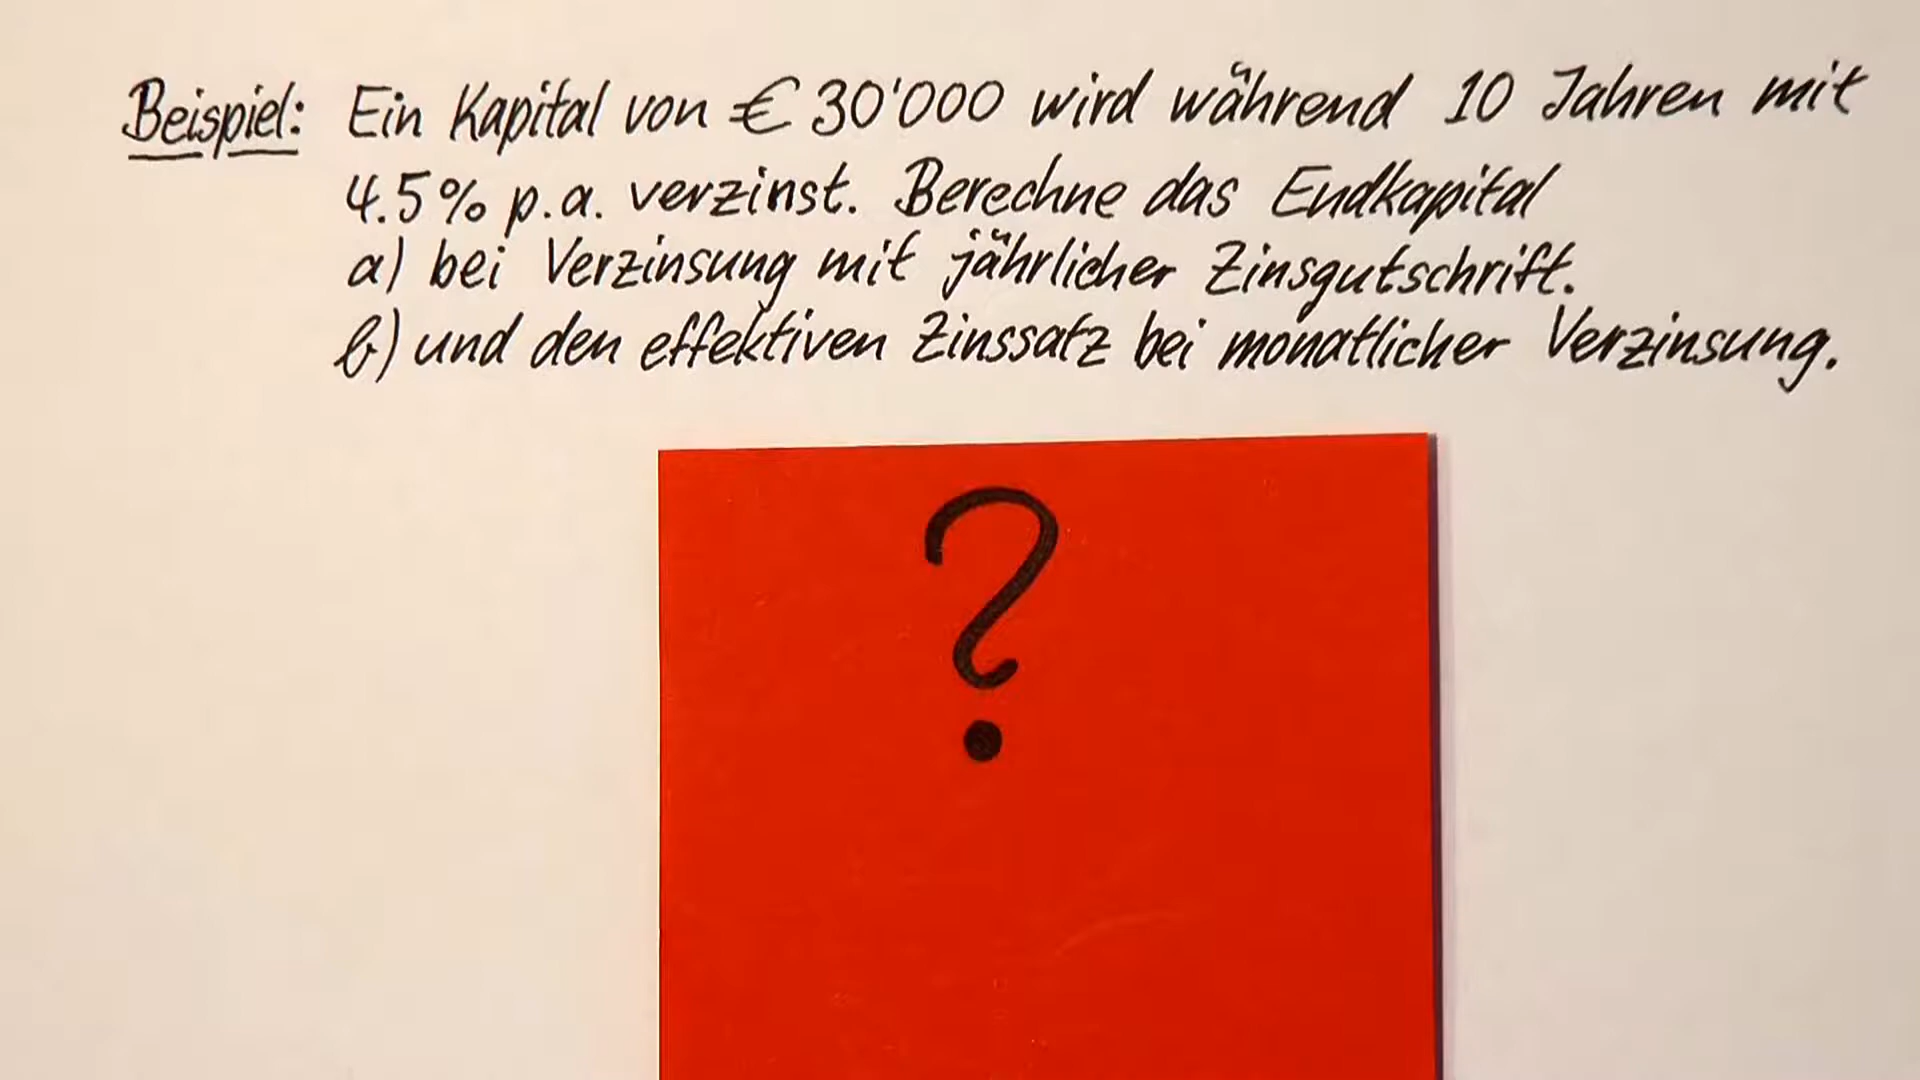 Beispiel: Ein Kapital von € 30'000 wird während 10 Jahren mit
4.5% p.a. verzinst. Berechne das Endkapital
a) bei Verzinsung mit jährlicher Zinsgutschrift.
b) und den effektiven Zinssatz bei monatlicher Verzinsung.
?